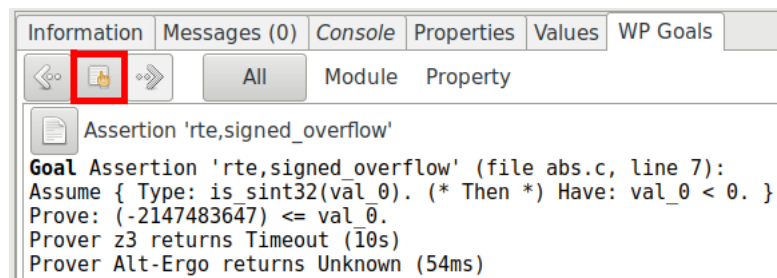 Information Messages (0) Console Properties Values WP Goals
All Module Property
Assertion 'rte,signed_overflow'
Goal Assertion 'rte,signed_overflow' (file abs.c, line 7):
Assume { Type: is_sint32(val_0). (* Then *) Have: val_0 < 0. }
Prove: (-2147483647) <= val_0.
Prover z3 returns Timeout (10s)
Prover Alt-Ergo returns Unknown (54ms)